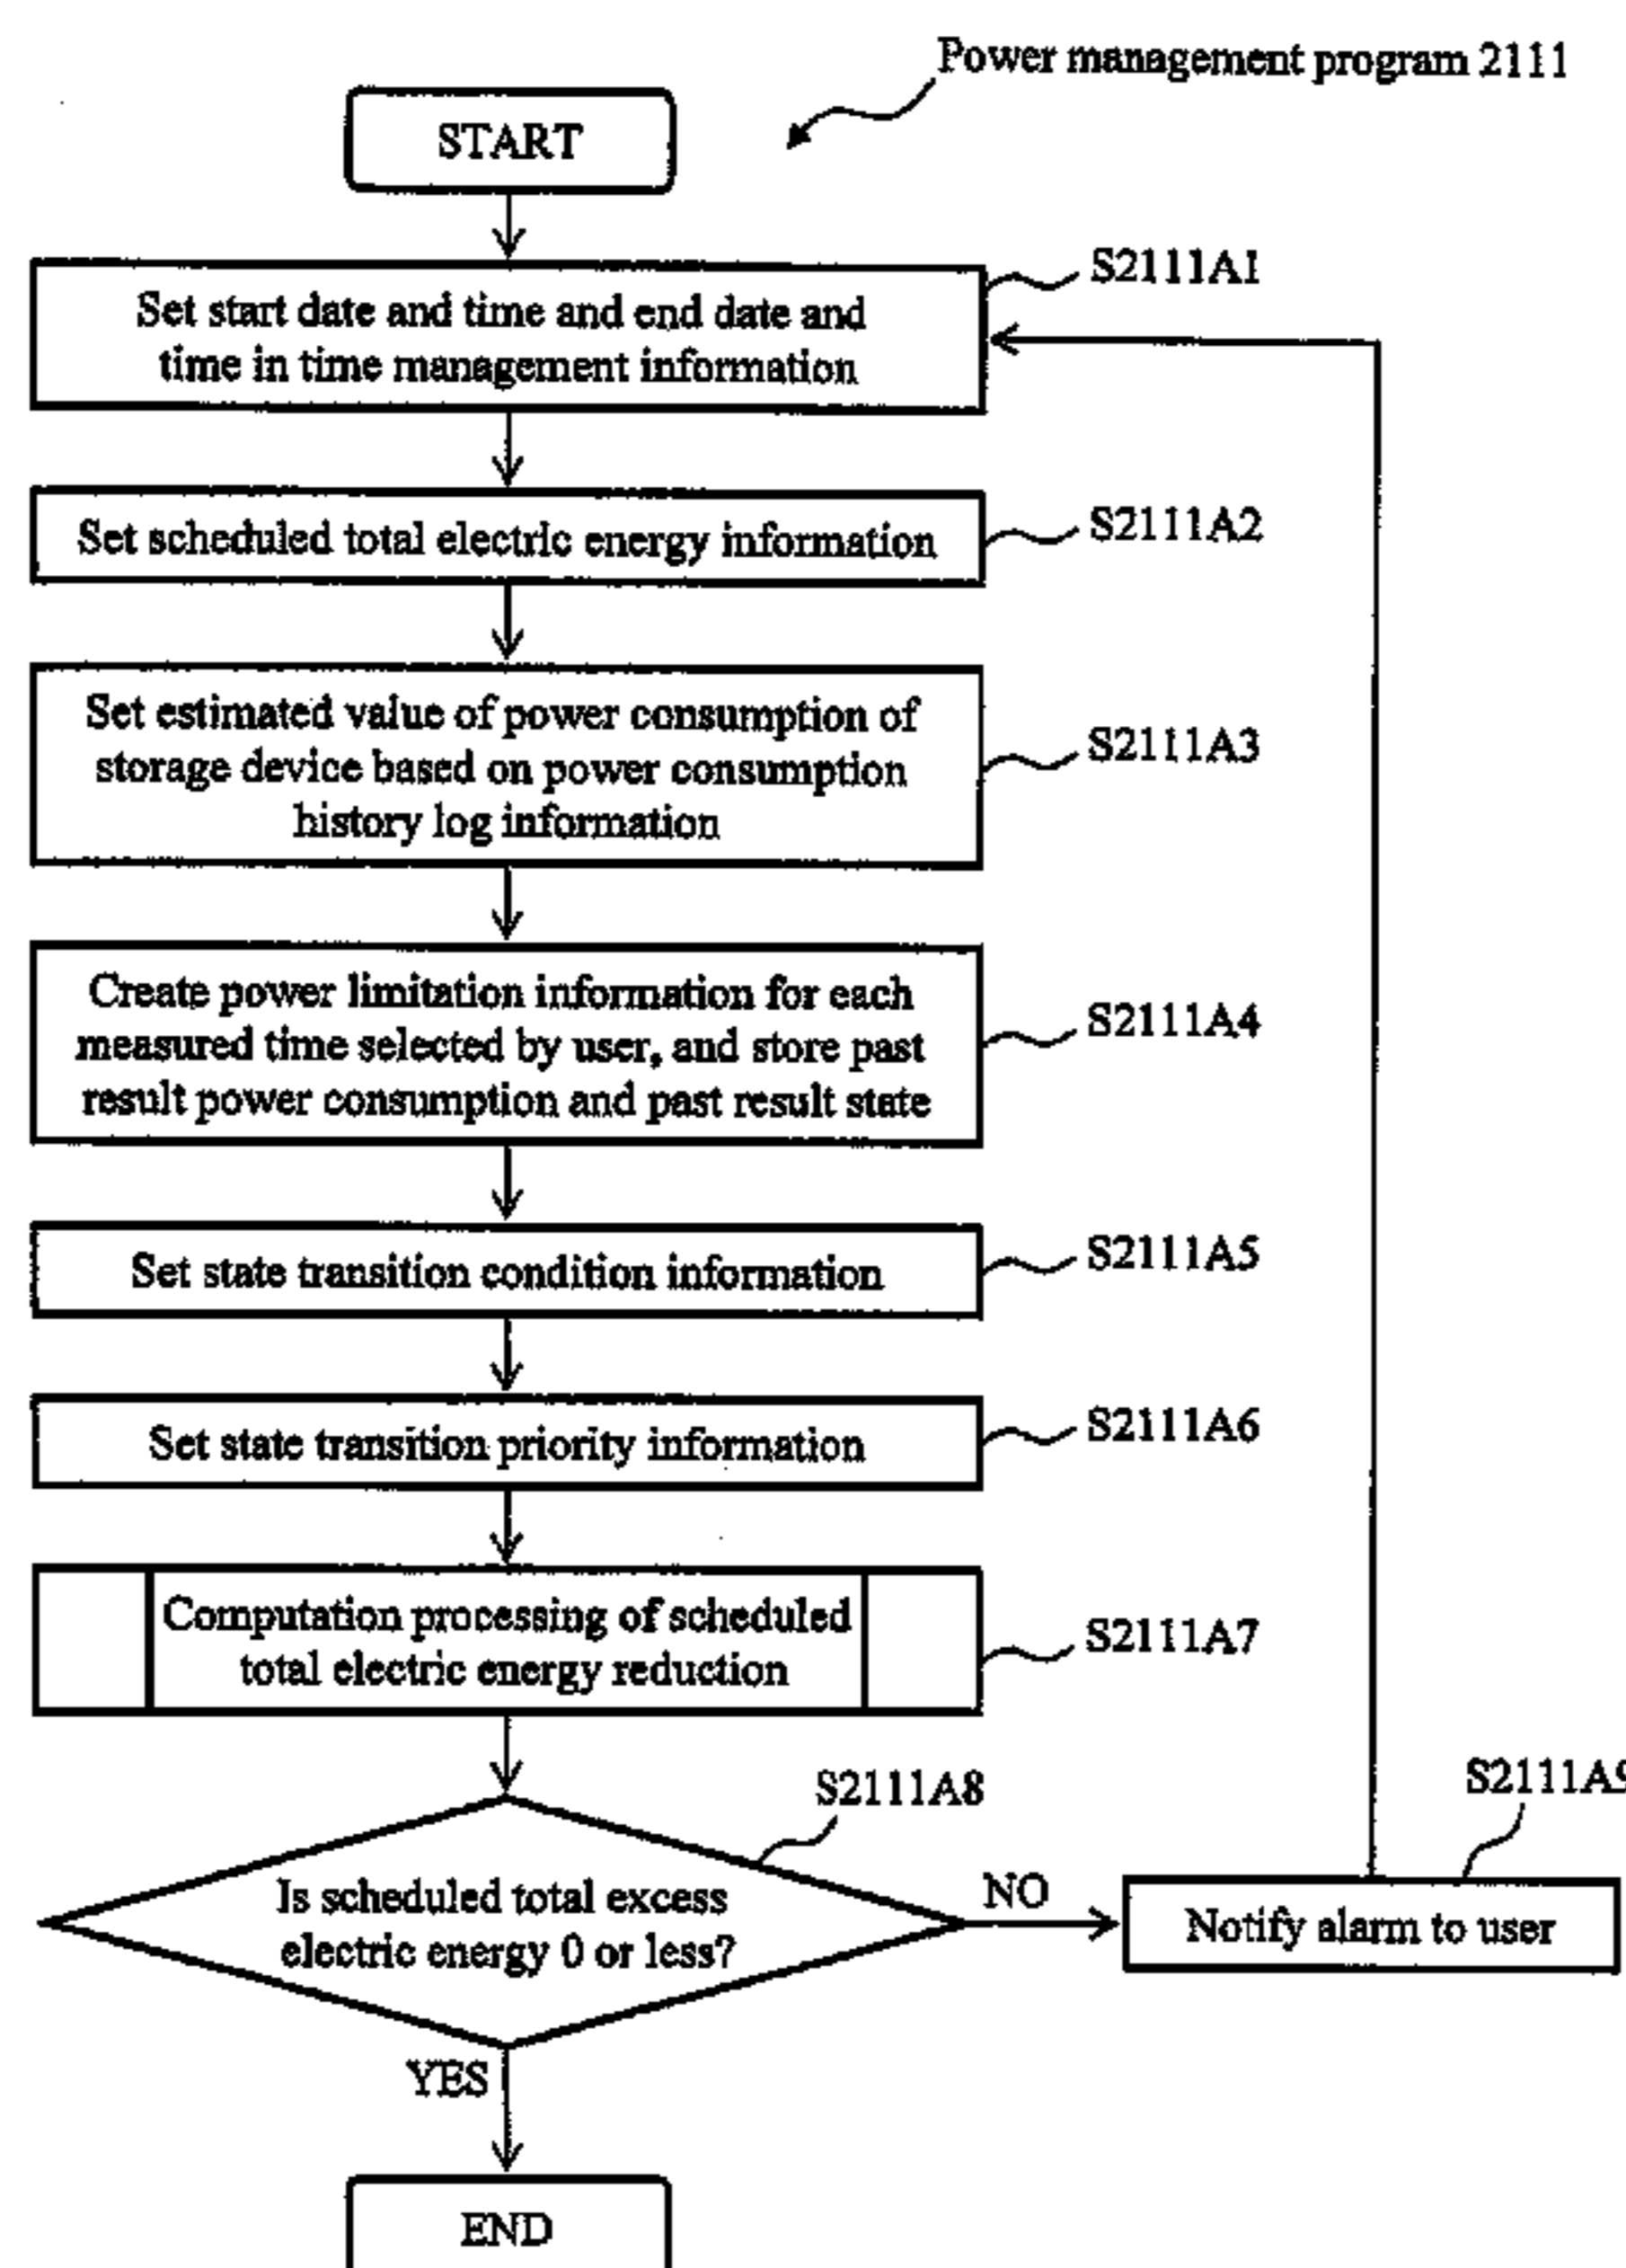 Power management program 2111
START
S2111A1
Set start date and time and end date and
time in time management information
Set scheduled total electric energy information
S2111A2
Set estimated value of power consumption of
storage device based on power consumption
history log information
S2111A3
Create power limitation information for each
measured time selected by user, and store past
result power consumption and past result state
S2111A4
Set state transition condition information
S2111A5
Set state transition priority information
S2111A6
Computation processing of scheduled
total electric energy reduction
S2111A7
S2111A8
Is scheduled total excess
electric energy 0 or less?
NO
S2111A9
Notify alarm to user
YES
END